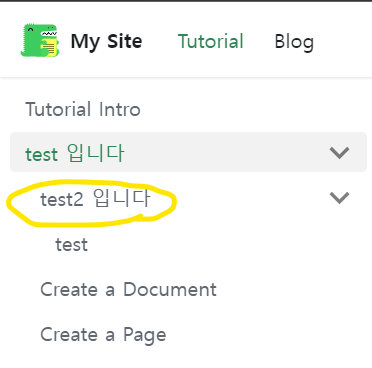 My Site Tutorial Blog
Tutorial Intro
test 입니다
test2 입니다
test
Create a Document
Create a Page